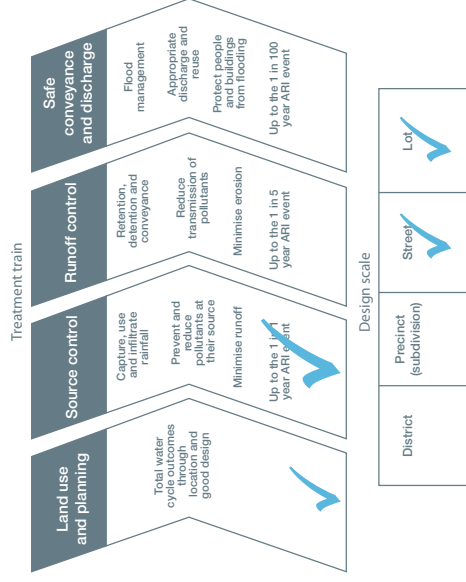 Treatment train
Land use
and planning
Total water
cycle outcomes
through
location and
good design
Source control
Capture, use
and infiltrate
rainfall
Prevent and
reduce
pollutants at
their source
Minimise runoff
Up to the 1 in 1
year ARI event
Runoff control
Retention,
detention and
conveyance
Reduce
transmission of
pollutants
Minimise erosion
Up to the 1 in 5
year ARI event
Safe
conveyance
and discharge
Flood
management
Appropriate
discharge and
reuse
Protect people
and buildings
from flooding
Up to the 1 in 100
year ARI event
Design scale
District
Precinct
(subdivision)
Street
Lot